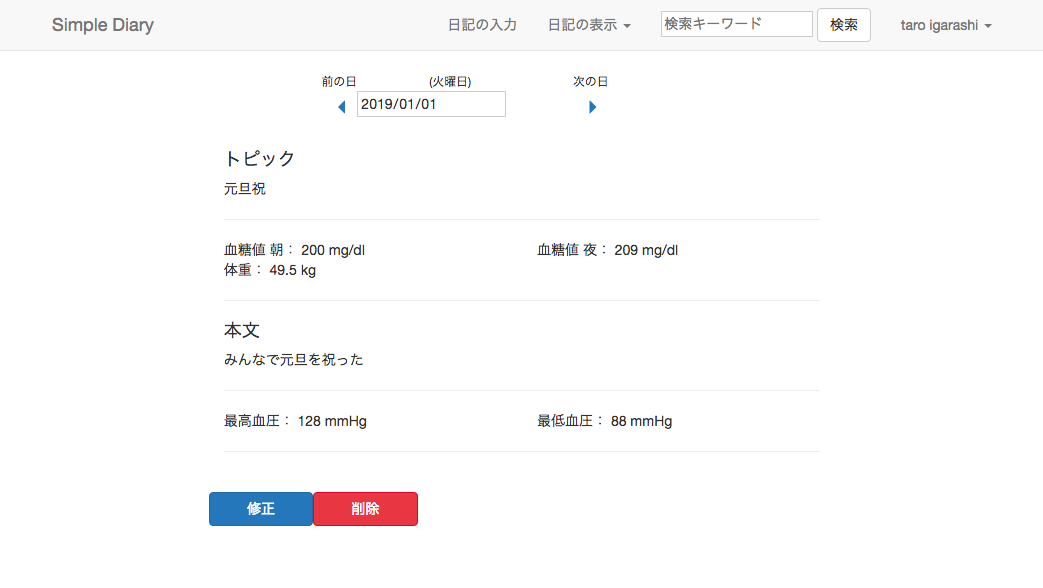 Simple Diary 日記の入力 日記の表示 検索キーワード 検索 taro igarashi
前の日 (火曜日) 次の日
2019/01/01
トピック
元旦祝
血糖値 朝： 200 mg/dl 血糖値 夜： 209 mg/dl
体重： 49.5 kg
本文
みんなで元旦を祝った
最高血圧： 128 mmHg 最低血圧： 88 mmHg
修正 削除